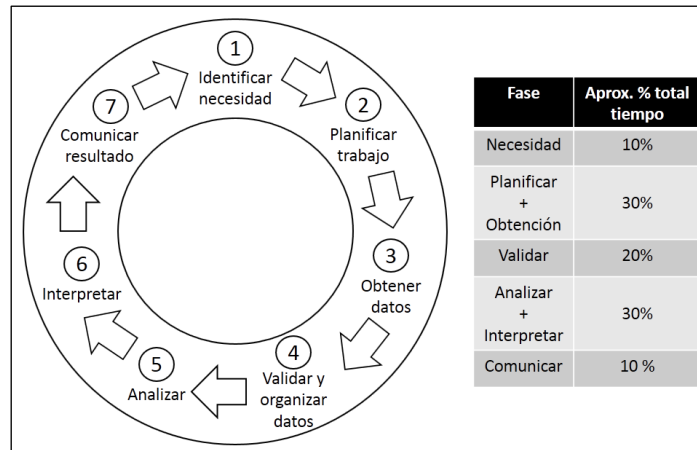 1
Identificar
necesidad
2
Planificar
trabajo
3
Obtener
datos
4
Validar y
organizar
datos
5
Analizar
6
Interpretar
7
Comunicar
resultado
Fase Aprox. % total
tiempo
Necesidad 10%
Planificar
+
Obtención
30%
Validar 20%
Analizar
+
Interpretar
30%
Comunicar 10 %